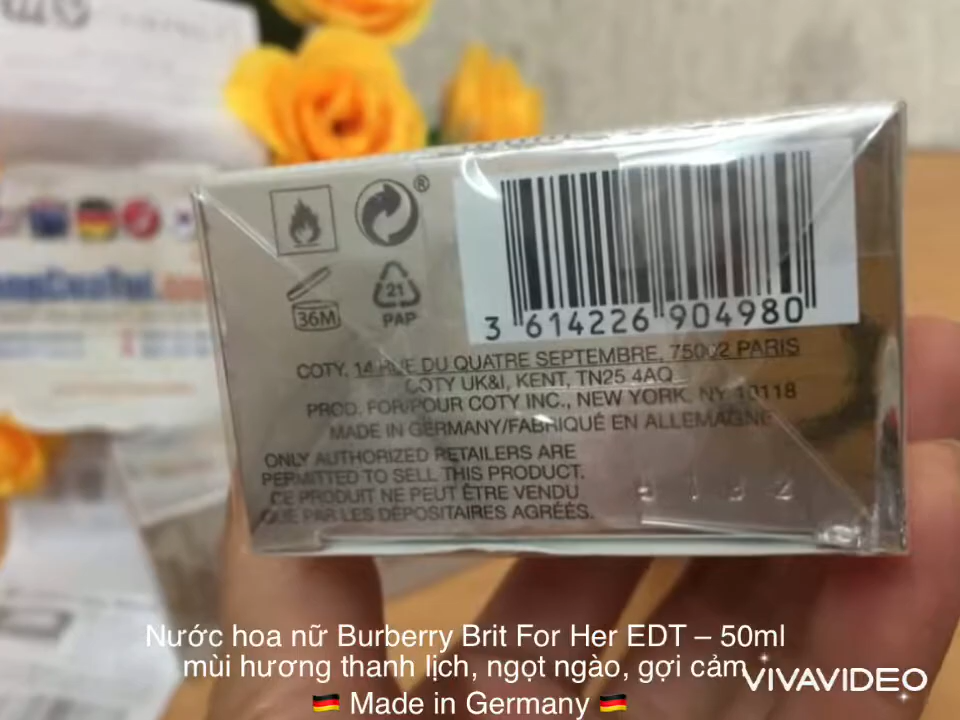 36M
21
PAP
3 614226 904980
COTY, 14 RUE DU QUATRE SEPTEMBRE, 75002 PARIS
COTY UK&I, KENT, TN25 4AQ
PROD. FOR/POUR COTY INC., NEW YORK, NY 10118
MADE IN GERMANY/FABRIQUÉ EN ALLEMAGNE
ONLY AUTHORIZED RETAILERS ARE
PERMITTED TO SELL THIS PRODUCT.
CE PRODUIT NE PEUT ÊTRE VENDU
QUE PAR LES DÉPOSITAIRES AGRÉÉS.
Nước hoa nữ Burberry Brit For Her EDT – 50ml
mùi hương thanh lịch, ngọt ngào, gợi cảm
🇩🇪 Made in Germany 🇩🇪
VIVAVIDEO